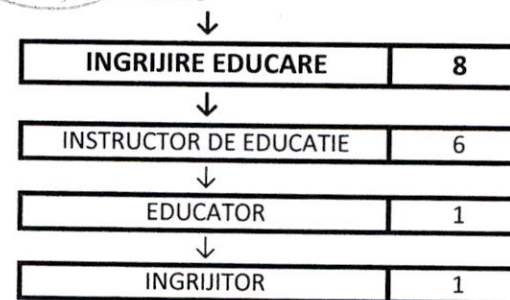 ↓
INGRIJIRE EDUCARE 8
↓
INSTRUCTOR DE EDUCATIE 6
↓
EDUCATOR 1
↓
INGRIJITOR 1